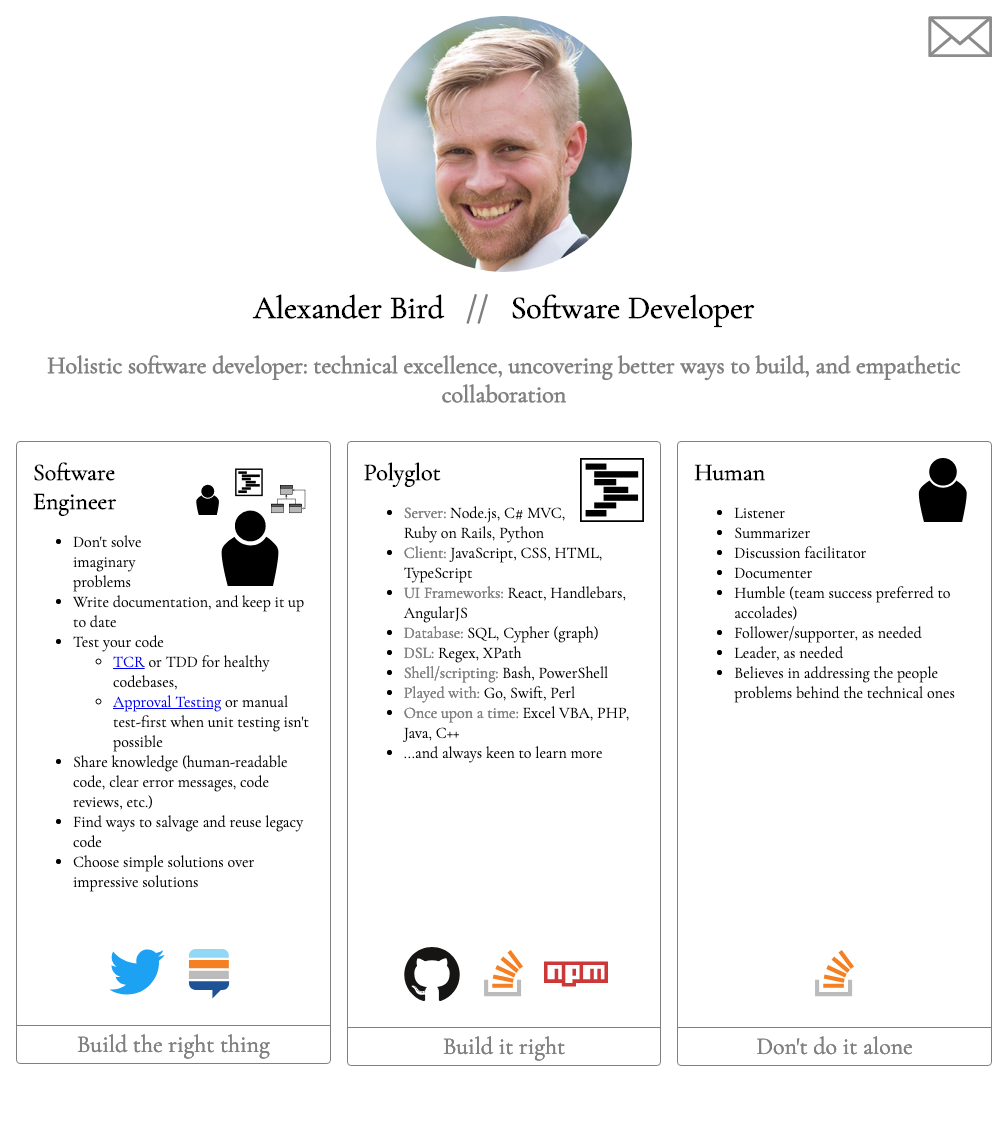 Alexander Bird // Software Developer
Holistic software developer: technical excellence, uncovering better ways to build, and empathetic
collaboration
Software
Engineer
Don't solve
imaginary
problems
Write documentation, and keep it up
to date
Test your code
TCR or TDD for healthy
codebases,
Approval Testing or manual
test-first when unit testing isn't
possible
Share knowledge (human-readable
code, clear error messages, code
reviews, etc.)
Find ways to salvage and reuse legacy
code
Choose simple solutions over
impressive solutions
Build the right thing
Polyglot
Server: Node.js, C# MVC,
Ruby on Rails, Python
Client: JavaScript, CSS, HTML,
TypeScript
UI Frameworks: React, Handlebars,
AngularJS
Database: SQL, Cypher (graph)
DSL: Regex, XPath
Shell/scripting: Bash, PowerShell
Played with: Go, Swift, Perl
Once upon a time: Excel VBA, PHP,
Java, C++
...and always keen to learn more
npm
Build it right
Human
Listener
Summarizer
Discussion facilitator
Documenter
Humble (team success preferred to
accolades)
Follower/supporter, as needed
Leader, as needed
Believes in addressing the people
problems behind the technical ones
Don't do it alone